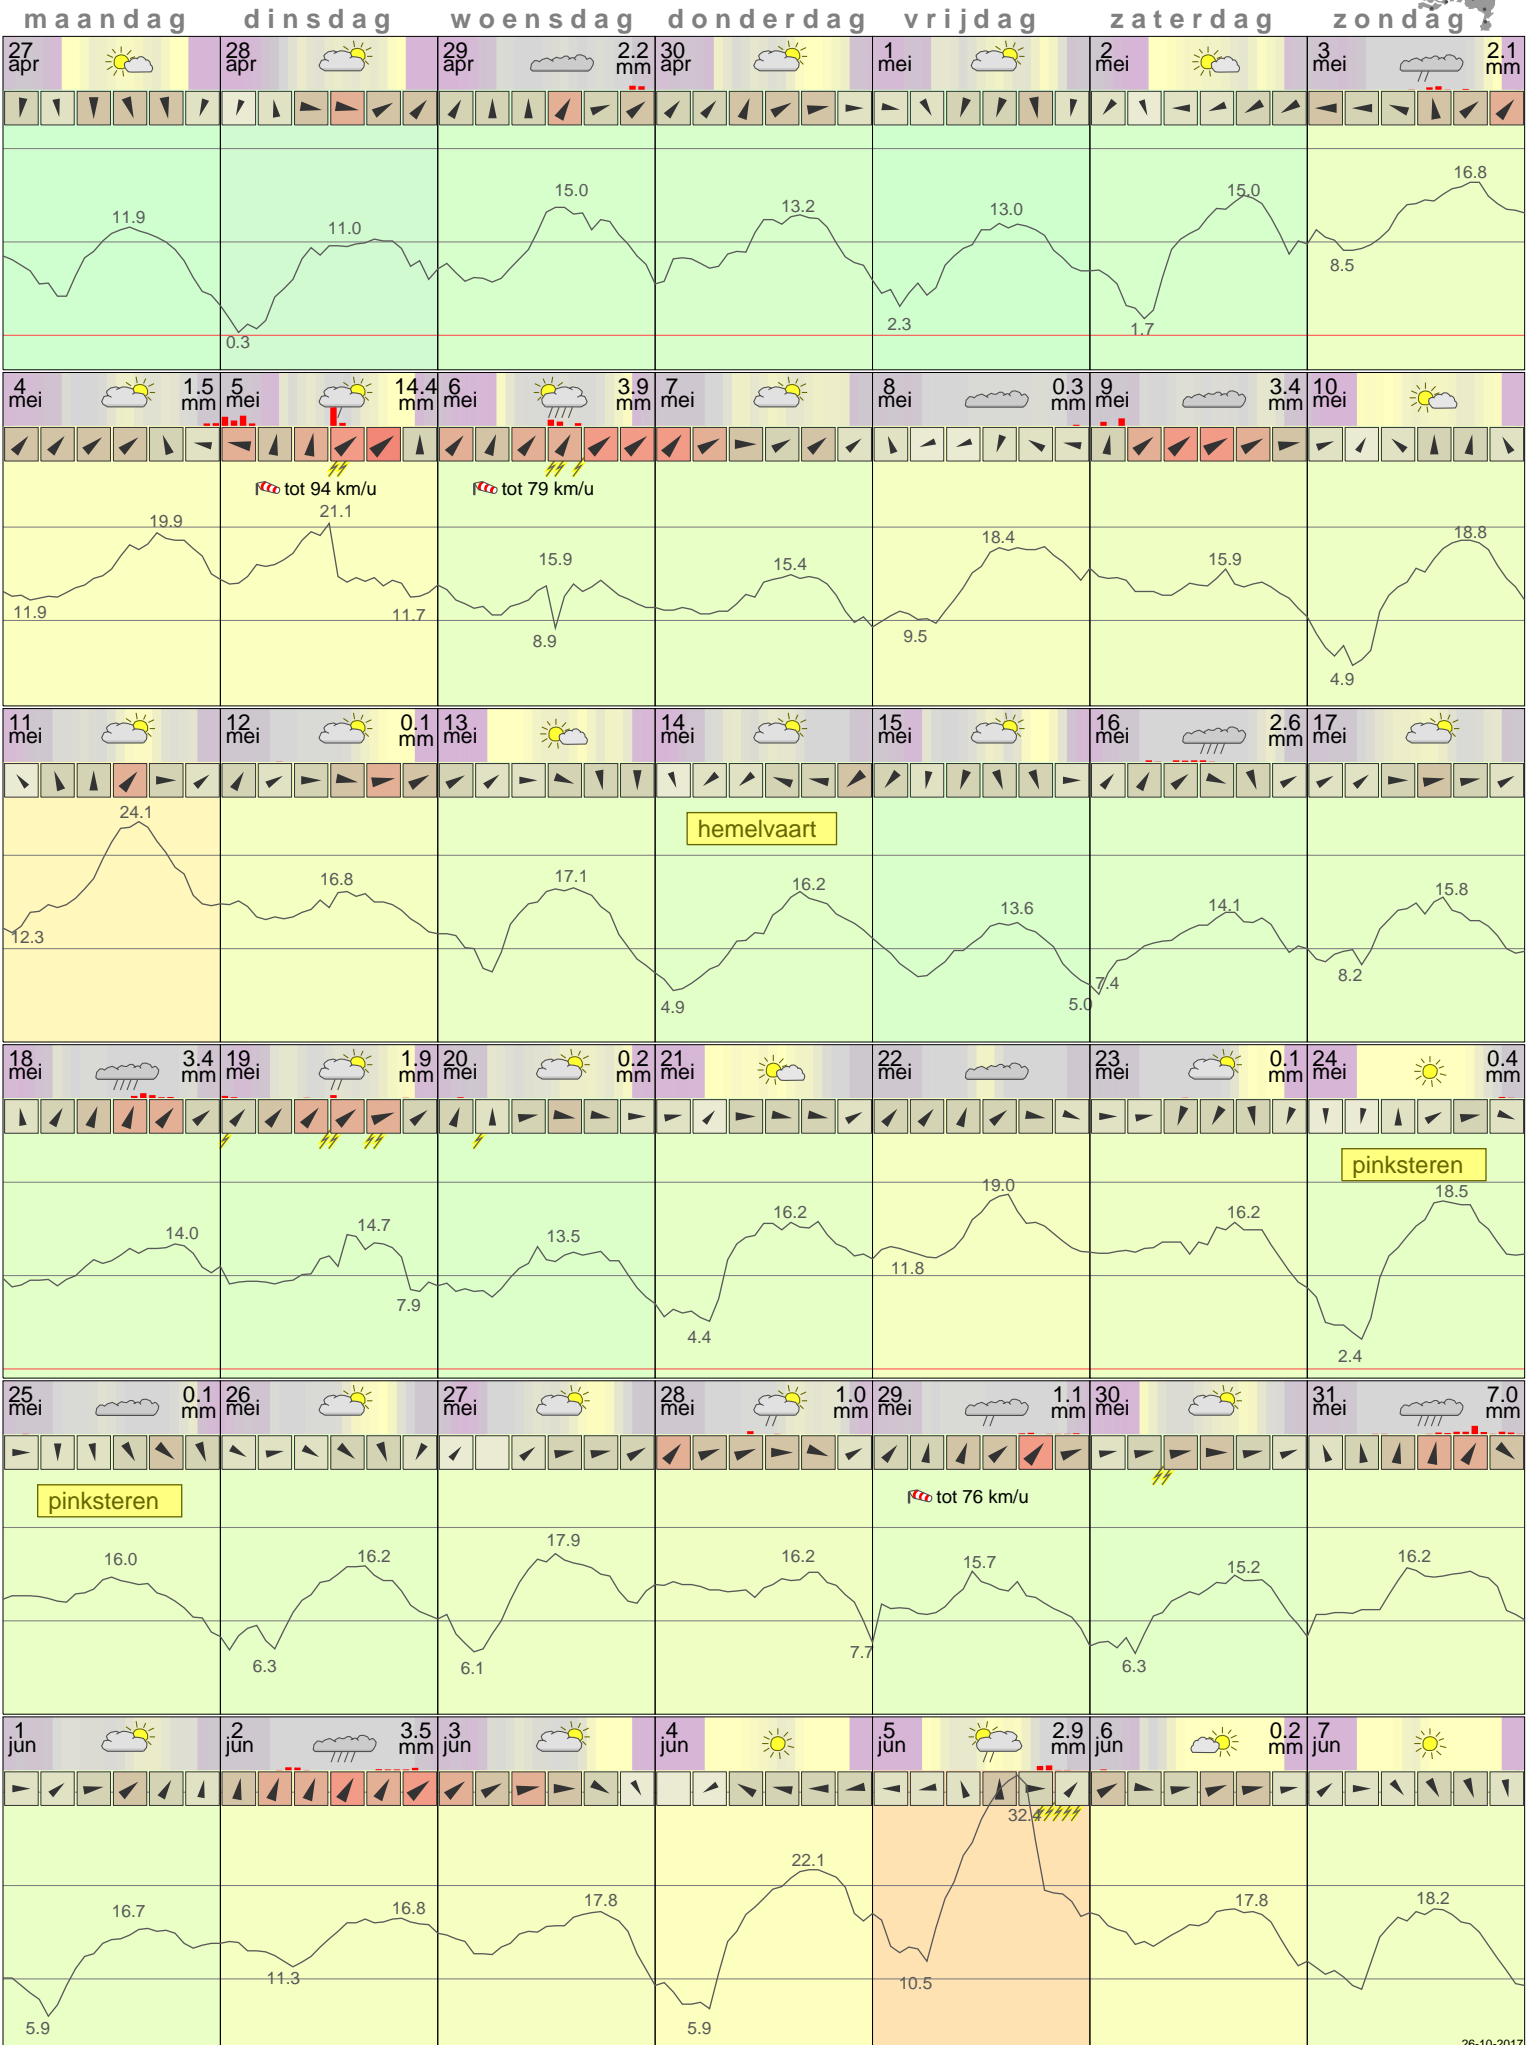 maandag dinsdag woensdag donderdag vrijdag zaterdag zondag
27 apr 28 apr 29 apr 2.2 mm 30 apr 1 mei 2 mei 3 mei 2.1 mm
11.9 0.3 11.0 15.0 13.2 2.3 13.0 1.7 15.0 8.5 16.8
4 mei 1.5 mm 5 mei 14.4 mm 6 mei 3.9 mm 7 mei 8 mei 0.3 mm 9 mei 3.4 mm 10 mei
tot 94 km/u tot 79 km/u
11.9 19.9 21.1 11.7 15.9 8.9 15.4 9.5 18.4 15.9 4.9 18.8
11 mei 12 mei 0.1 mm 13 mei 14 mei 15 mei 16 mei 2.6 mm 17 mei
hemelvaart
12.3 24.1 16.8 17.1 4.9 16.2 13.6 5.0 7.4 14.1 8.2 15.8
18 mei 3.4 mm 19 mei 1.9 mm 20 mei 0.2 mm 21 mei 22 mei 23 mei 0.1 mm 24 mei 0.4 mm
pinksteren
14.0 14.7 7.9 13.5 4.4 16.2 11.8 19.0 16.2 2.4 18.5
25 mei 0.1 mm 26 mei 27 mei 28 mei 1.0 mm 29 mei 1.1 mm 30 mei 31 mei 7.0 mm
pinksteren tot 76 km/u
16.0 6.3 16.2 6.1 17.9 16.2 7.7 15.7 6.3 15.2 16.2
1 jun 2 jun 3.5 mm 3 jun 4 jun 5 jun 2.9 mm 6 jun 0.2 mm 7 jun
5.9 16.7 11.3 16.8 17.8 5.9 22.1 10.5 32.4 17.8 18.2
26-10-2017